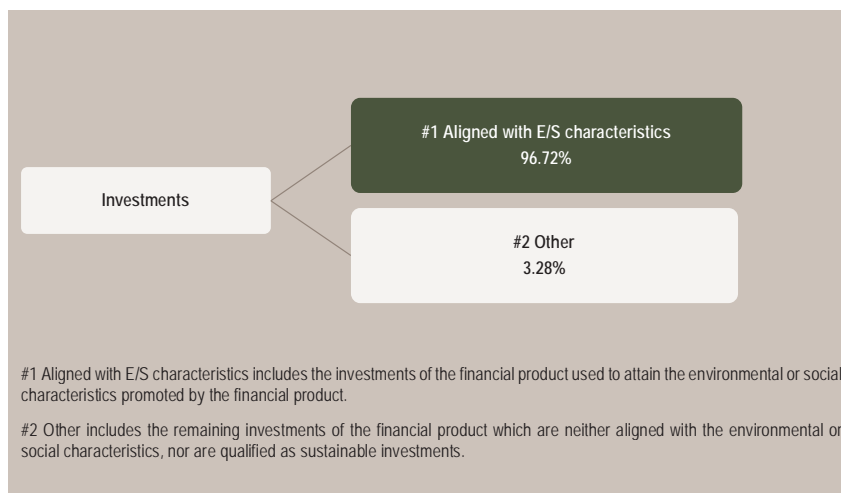 #1 Aligned with E/S characteristics
96.72%
Investments
#2 Other
3.28%
#1 Aligned with E/S characteristics includes the investments of the financial product used to attain the environmental or social
characteristics promoted by the financial product.
#2 Other includes the remaining investments of the financial product which are neither aligned with the environmental or
social characteristics, nor are qualified as sustainable investments.